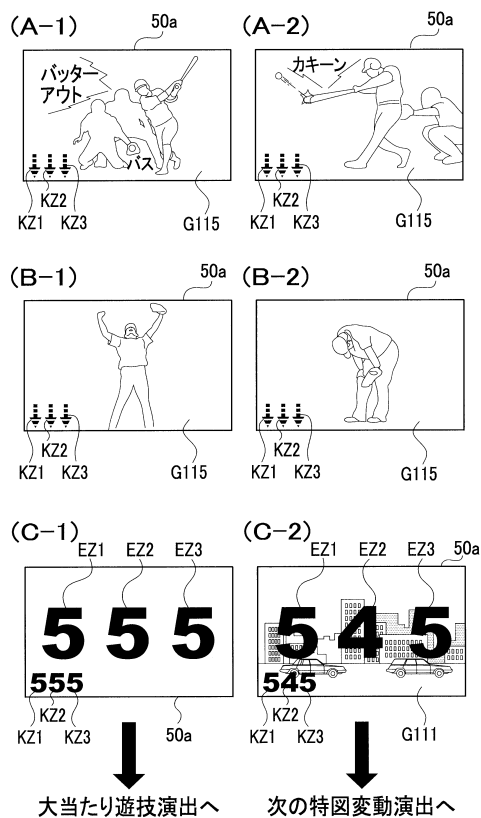 (A-1)
50a
バッター
アウト
バス
KZ1
KZ2
KZ3
G115
(A-2)
50a
カキーン
KZ1
KZ2
KZ3
G115
(B-1)
50a
KZ1
KZ2
KZ3
G115
(B-2)
50a
KZ1
KZ2
KZ3
G115
(C-1)
EZ1 EZ2 EZ3
5 5 5
555
KZ1
KZ2
KZ3
50a
大当たり遊技演出へ
(C-2)
EZ1 EZ2 EZ3
50a
5 4 5
545
KZ1
KZ2
KZ3
G111
次の特図変動演出へ